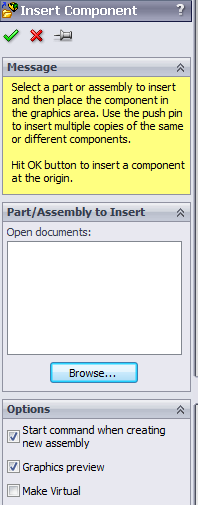 Insert Component ?
Message
Select a part or assembly to insert
and then place the component in
the graphics area. Use the push pin
to insert multiple copies of the same
or different components.
Hit OK button to insert a component
at the origin.
Part/Assembly to Insert
Open documents:
Browse...
Options
Start command when creating
new assembly
Graphics preview
Make Virtual